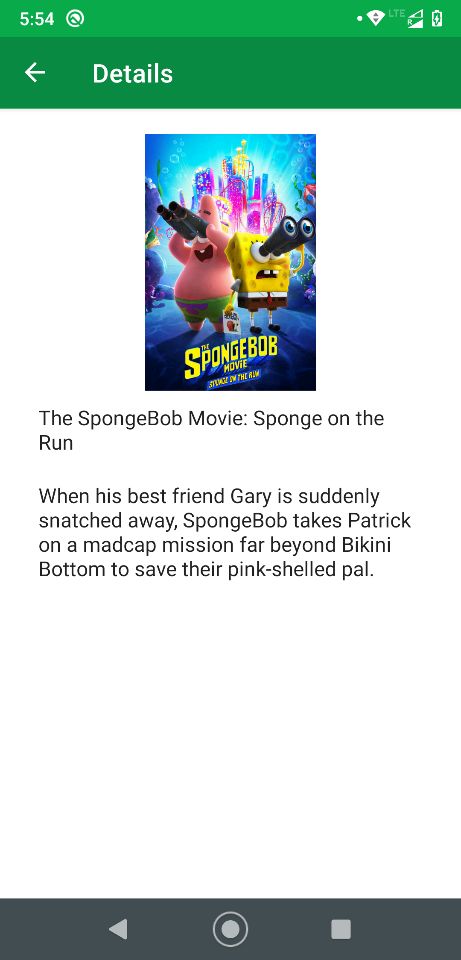 5:54
LTE
R
Details
THE
SPONGEBOB
MOVIE
SPONGE ON THE RUN
The SpongeBob Movie: Sponge on the
Run
When his best friend Gary is suddenly
snatched away, SpongeBob takes Patrick
on a madcap mission far beyond Bikini
Bottom to save their pink-shelled pal.